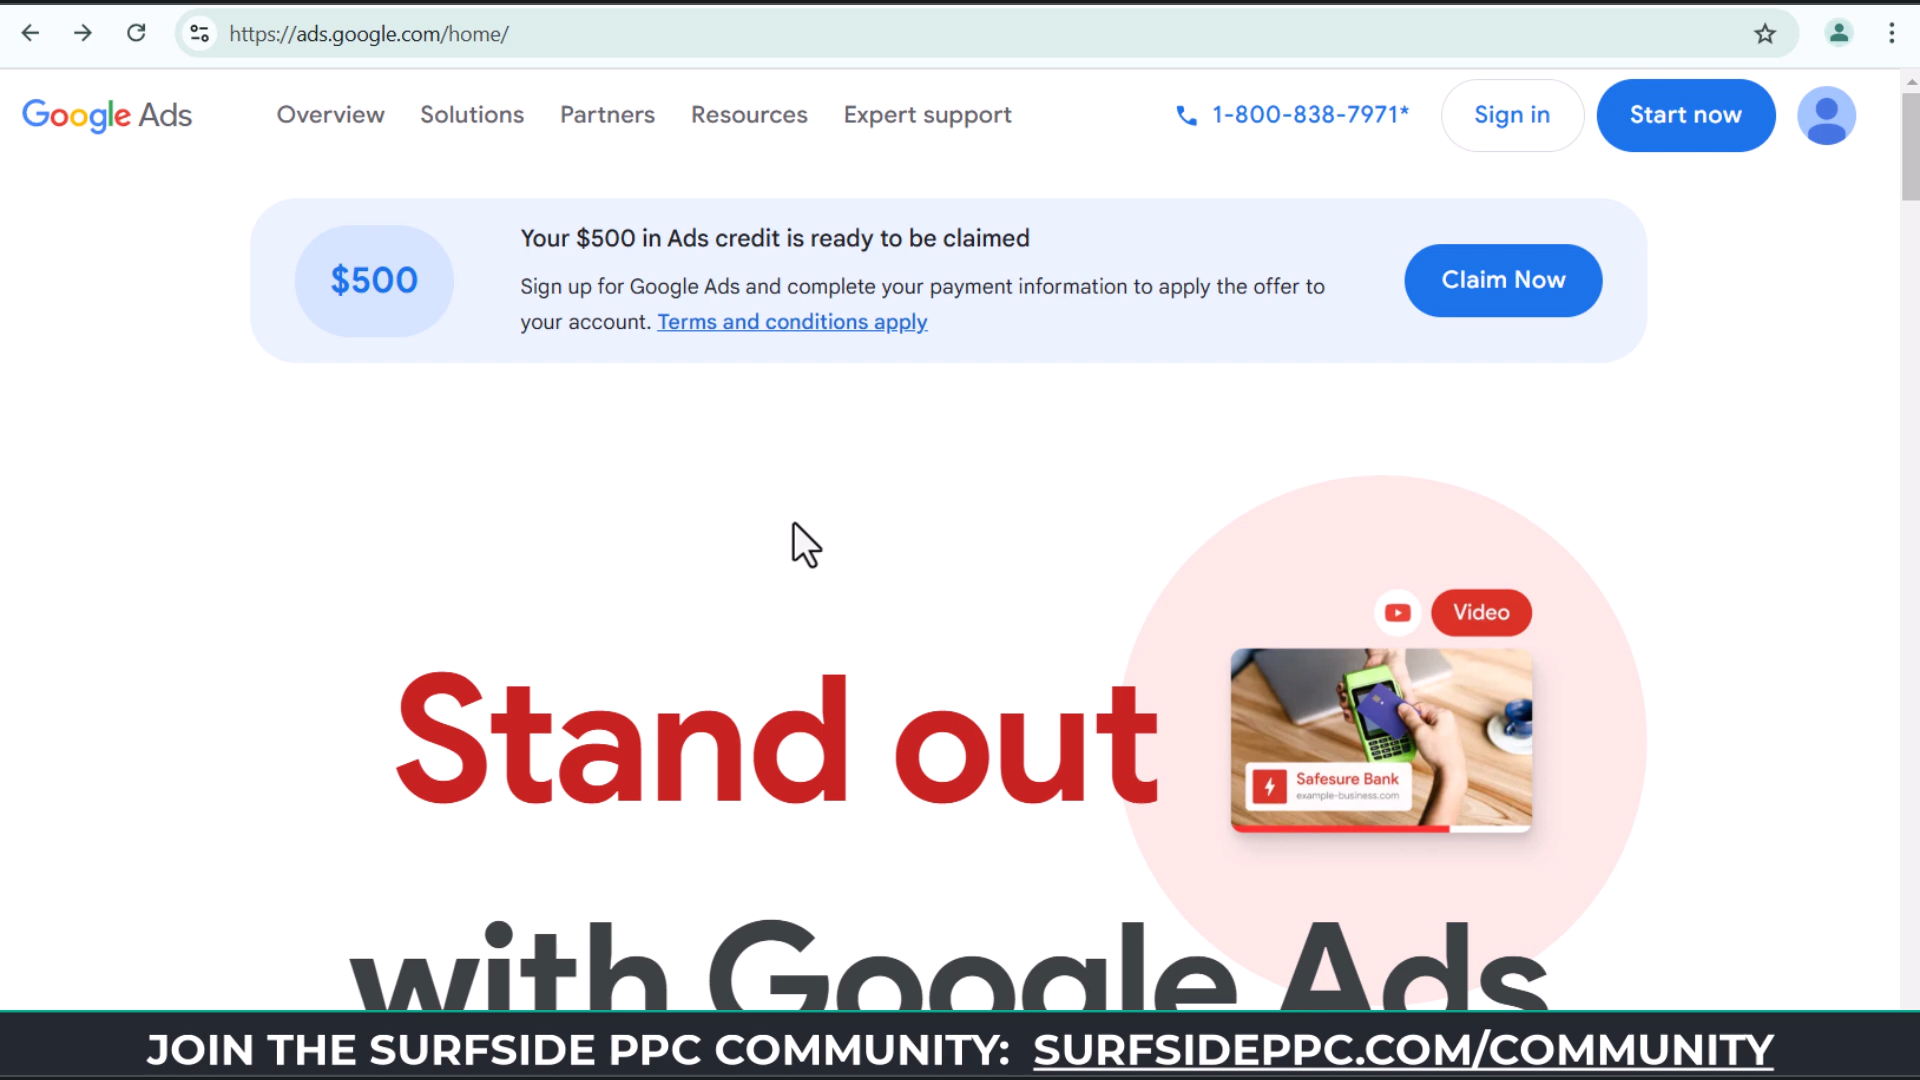 https://ads.google.com/home/
Google Ads
Overview
Solutions
Partners
Resources
Expert support
1-800-838-7971*
Sign in
Start now
$500
Your $500 in Ads credit is ready to be claimed
Sign up for Google Ads and complete your payment information to apply the offer to
your account. Terms and conditions apply
Claim Now
Video
Safesure Bank
example-business.com
Stand out
with Google Ads
JOIN THE SURFSIDE PPC COMMUNITY: SURFSIDEPPC.COM/COMMUNITY